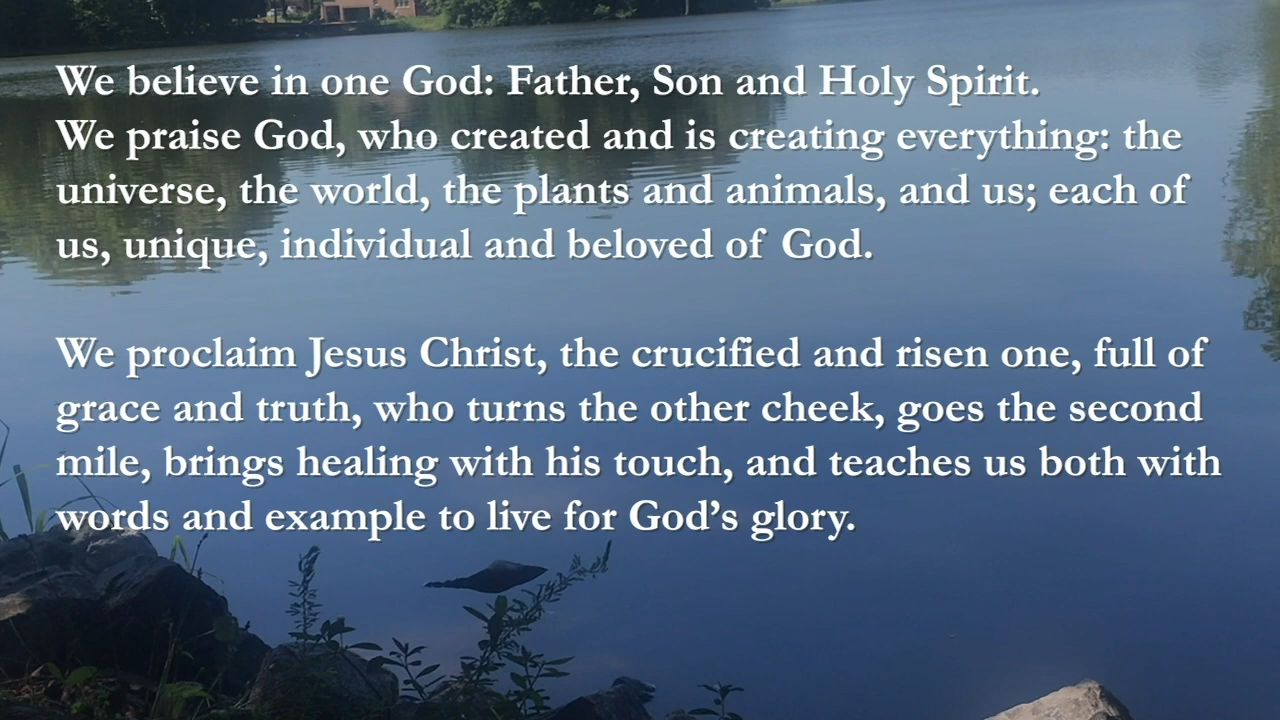 We believe in one God: Father, Son and Holy Spirit.
We praise God, who created and is creating everything: the
universe, the world, the plants and animals, and us; each of
us, unique, individual and beloved of God.
We proclaim Jesus Christ, the crucified and risen one, full of
grace and truth, who turns the other cheek, goes the second
mile, brings healing with his touch, and teaches us both with
words and example to live for God’s glory.